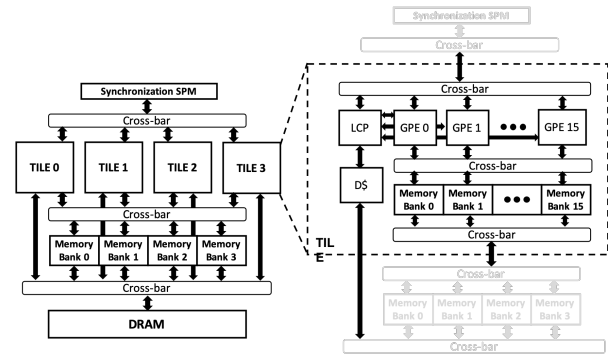 Synchronization SPM
Cross-bar
TILE 0
TILE 1
TILE 2
TILE 3
Cross-bar
Memory
Bank 0
Memory
Bank 1
Memory
Bank 2
Memory
Bank 3
Cross-bar
DRAM
Synchronization SPM
Cross-bar
Cross-bar
LCP
GPE 0
GPE 1
GPE 15
Cross-bar
D$
Memory
Bank 0
Memory
Bank 1
Memory
Bank 15
Cross-bar
TIL
E
Cross-bar
Memory
Bank 0
Memory
Bank 1
Memory
Bank 2
Memory
Bank 3
Cross-bar